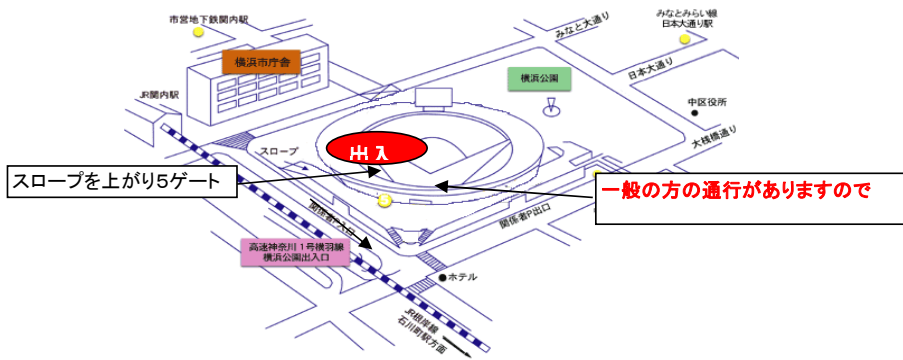 市営地下鉄関内駅
みなとみらい線
日本大通り駅
みなと大通り
横浜市庁舎
日本大通り
横浜公園
JR関内駅
中区役所
大桟橋通り
スロープ
出入
スロープを上がり5ゲート
一般の方の通行がありますので
関係者P入口
関係者P出口
高速神奈川1号横羽線
横浜公園出入口
ホテル
JR根岸線
石川町駅方面